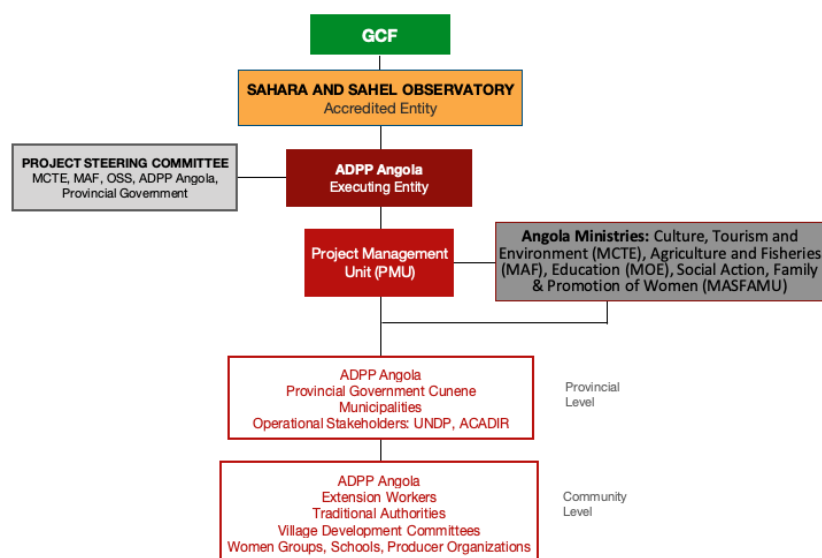 GCF
SAHARA AND SAHEL OBSERVATORY
Accredited Entity
PROJECT STEERING COMMITTEE
MCTE, MAF, OSS, ADPP Angola,
Provincial Government
ADPP Angola
Executing Entity
Project Management
Unit (PMU)
Angola Ministries: Culture, Tourism and
Environment (MCTE), Agriculture and Fisheries
(MAF), Education (MOE), Social Action, Family
& Promotion of Women (MASFAMU)
ADPP Angola
Provincial Government Cunene
Municipalities
Operational Stakeholders: UNDP, ACADIR
Provincial
Level
ADPP Angola
Extension Workers
Traditional Authorities
Village Development Committees
Women Groups, Schools, Producer Organizations
Community
Level